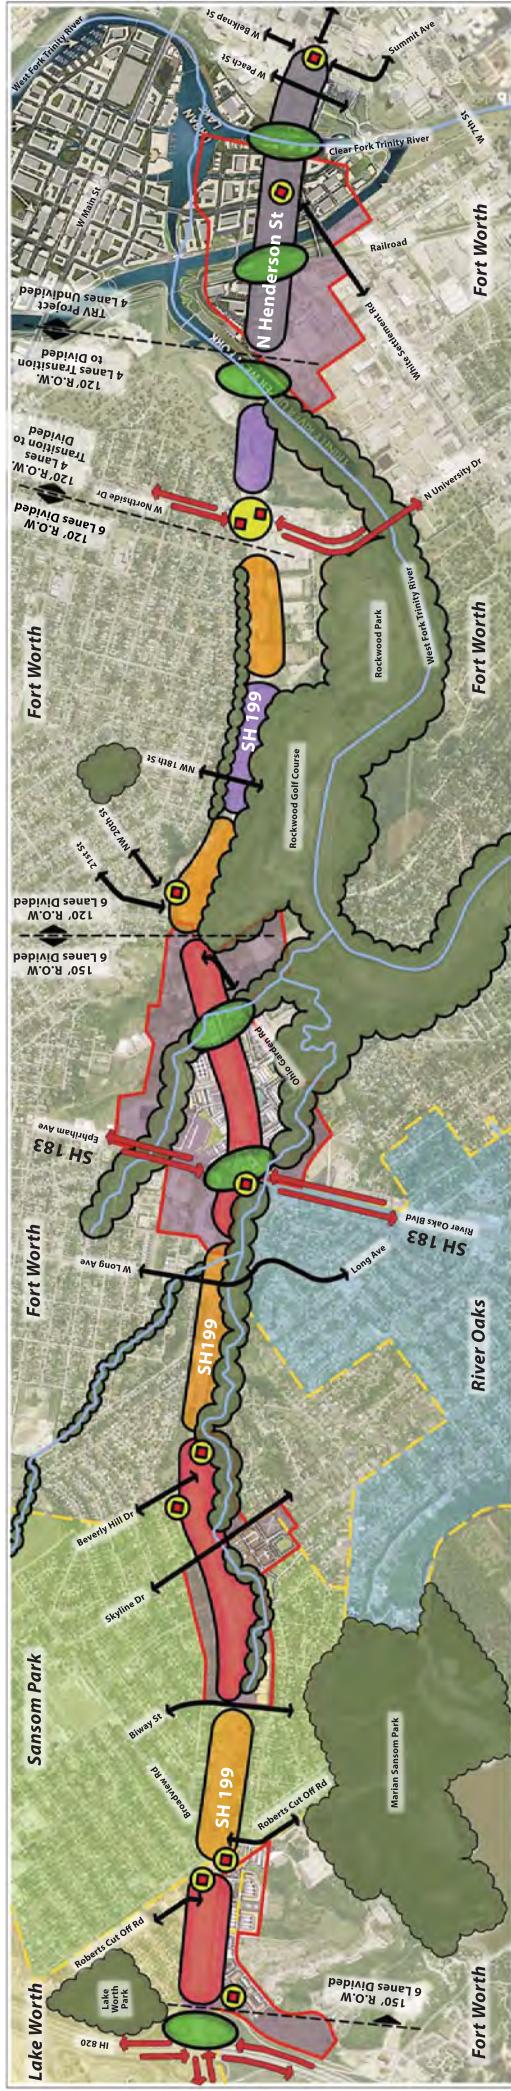 West Fork Trinity River
W Belknap St
Summit Ave
W Peach St
URBAN LAKE
Clear Fork Trinity River
W 7th St
W Main St
N Henderson St
Railroad
Fort Worth
White Settlement Rd
4 Lanes Undivided
TRV Project
120' R.O.W.
4 Lanes Transition
to Divided
120' R.O.W.
4 Lanes
Transition to
Divided
120' R.O.W
6 Lanes Divided
W Northside Dr
N University Dr
Fort Worth
Rockwood Park
West Fork Trinity River
Fort Worth
SH 199
NW 18th St
Rockwood Golf Course
NW 20th St
21st St
120' R.O.W
6 Lanes Divided
150' R.O.W
6 Lanes Divided
Ohio Garden Rd
Ephriham Ave
SH 183
River Oaks Blvd
SH 183
Fort Worth
W Long Ave
Long Ave
SH199
River Oaks
Beverly Hill Dr
Skyline Dr
Sansom Park
Biway St
Broadview Rd
SH 199
Roberts Cut Off Rd
Marian Sansom Park
Roberts Cut Off Rd
Lake
Worth
Park
150' R.O.W
6 Lanes Divided
IH 820
Lake Worth
Fort Worth